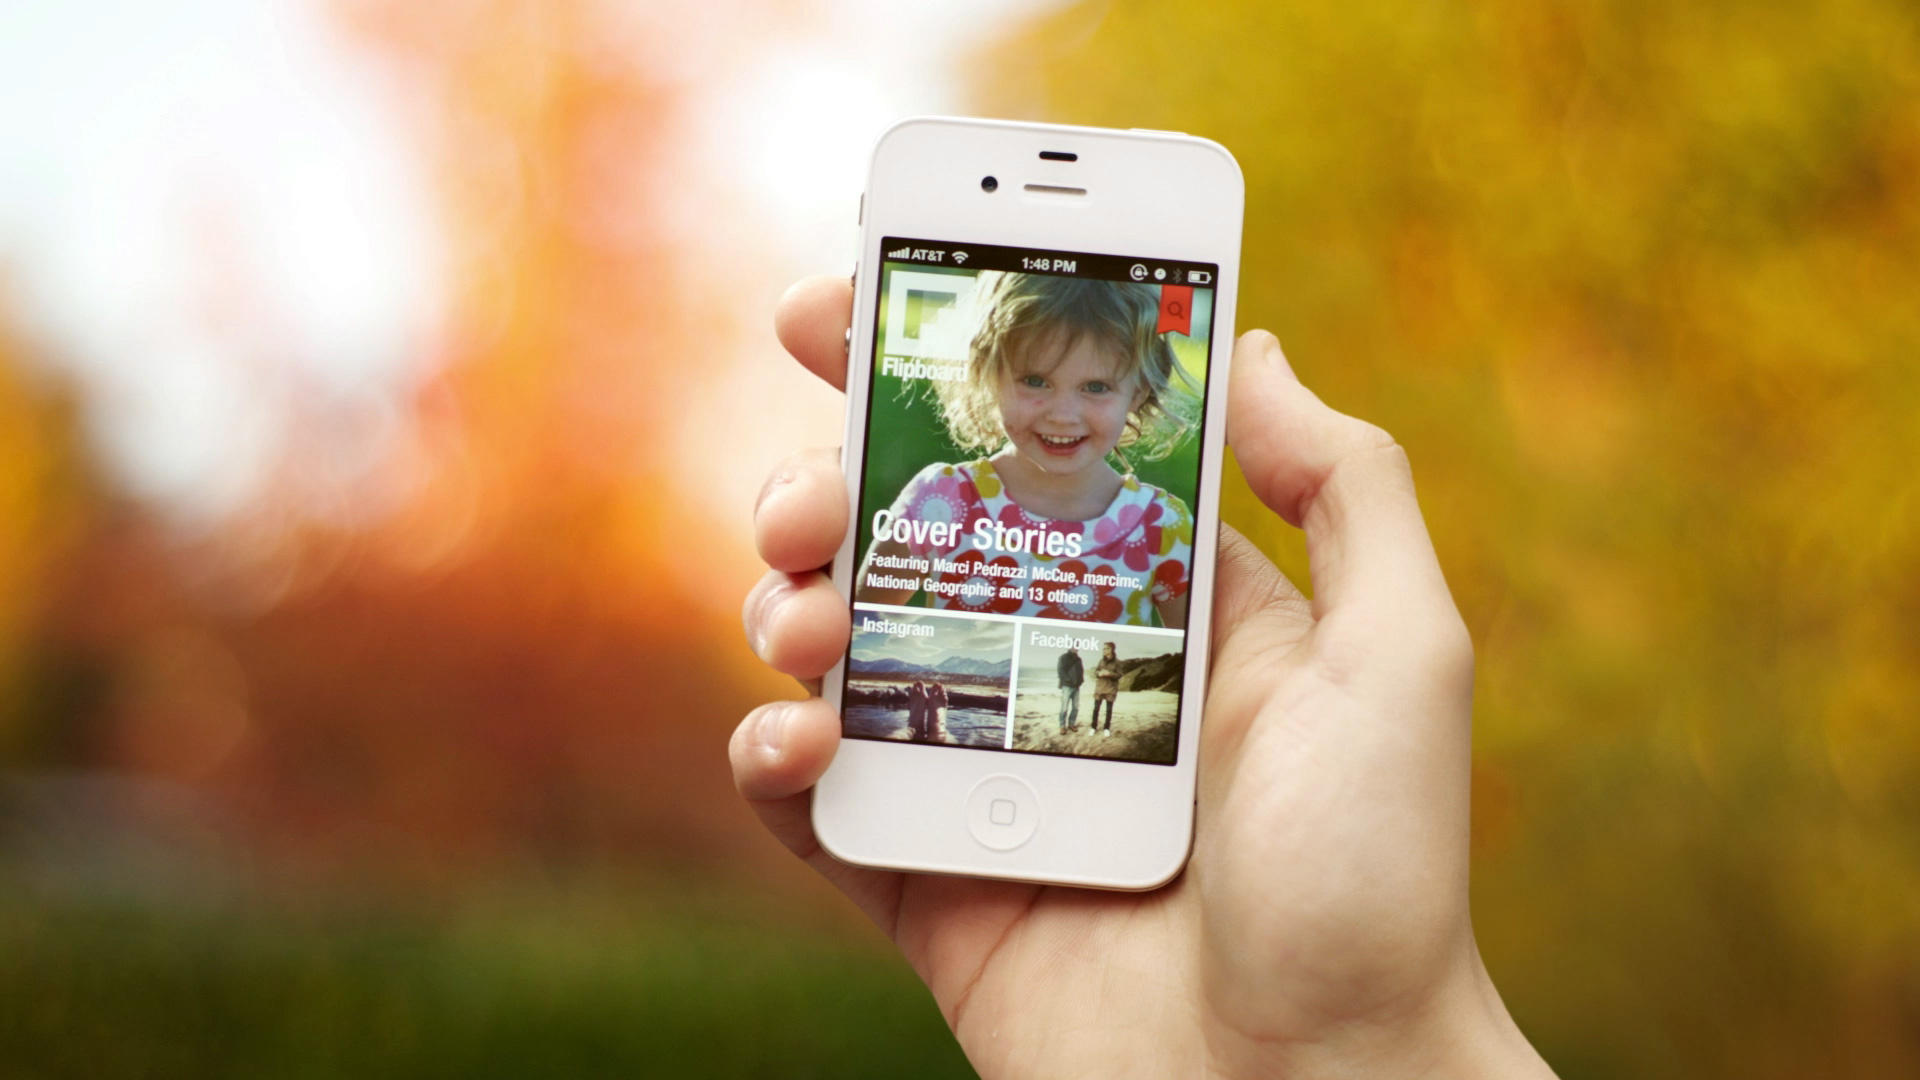 AT&T 1:48 PM
Flipboard
Cover Stories
Featuring Marci Pedrazzi McCue, marcimc,
National Geographic and 13 others
Instagram
Facebook